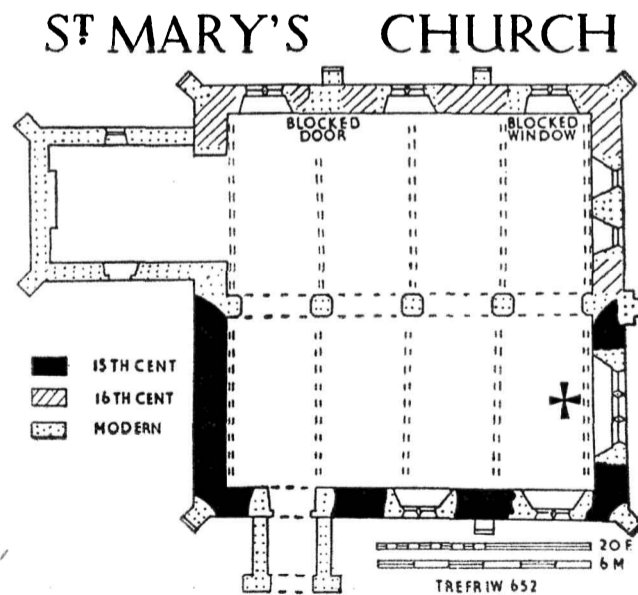 ST. MARY'S CHURCH
BLOCKED DOOR
BLOCKED WINDOW
15TH CENT
16TH CENT
MODERN
20 F.
6 M
TREFRIW 652